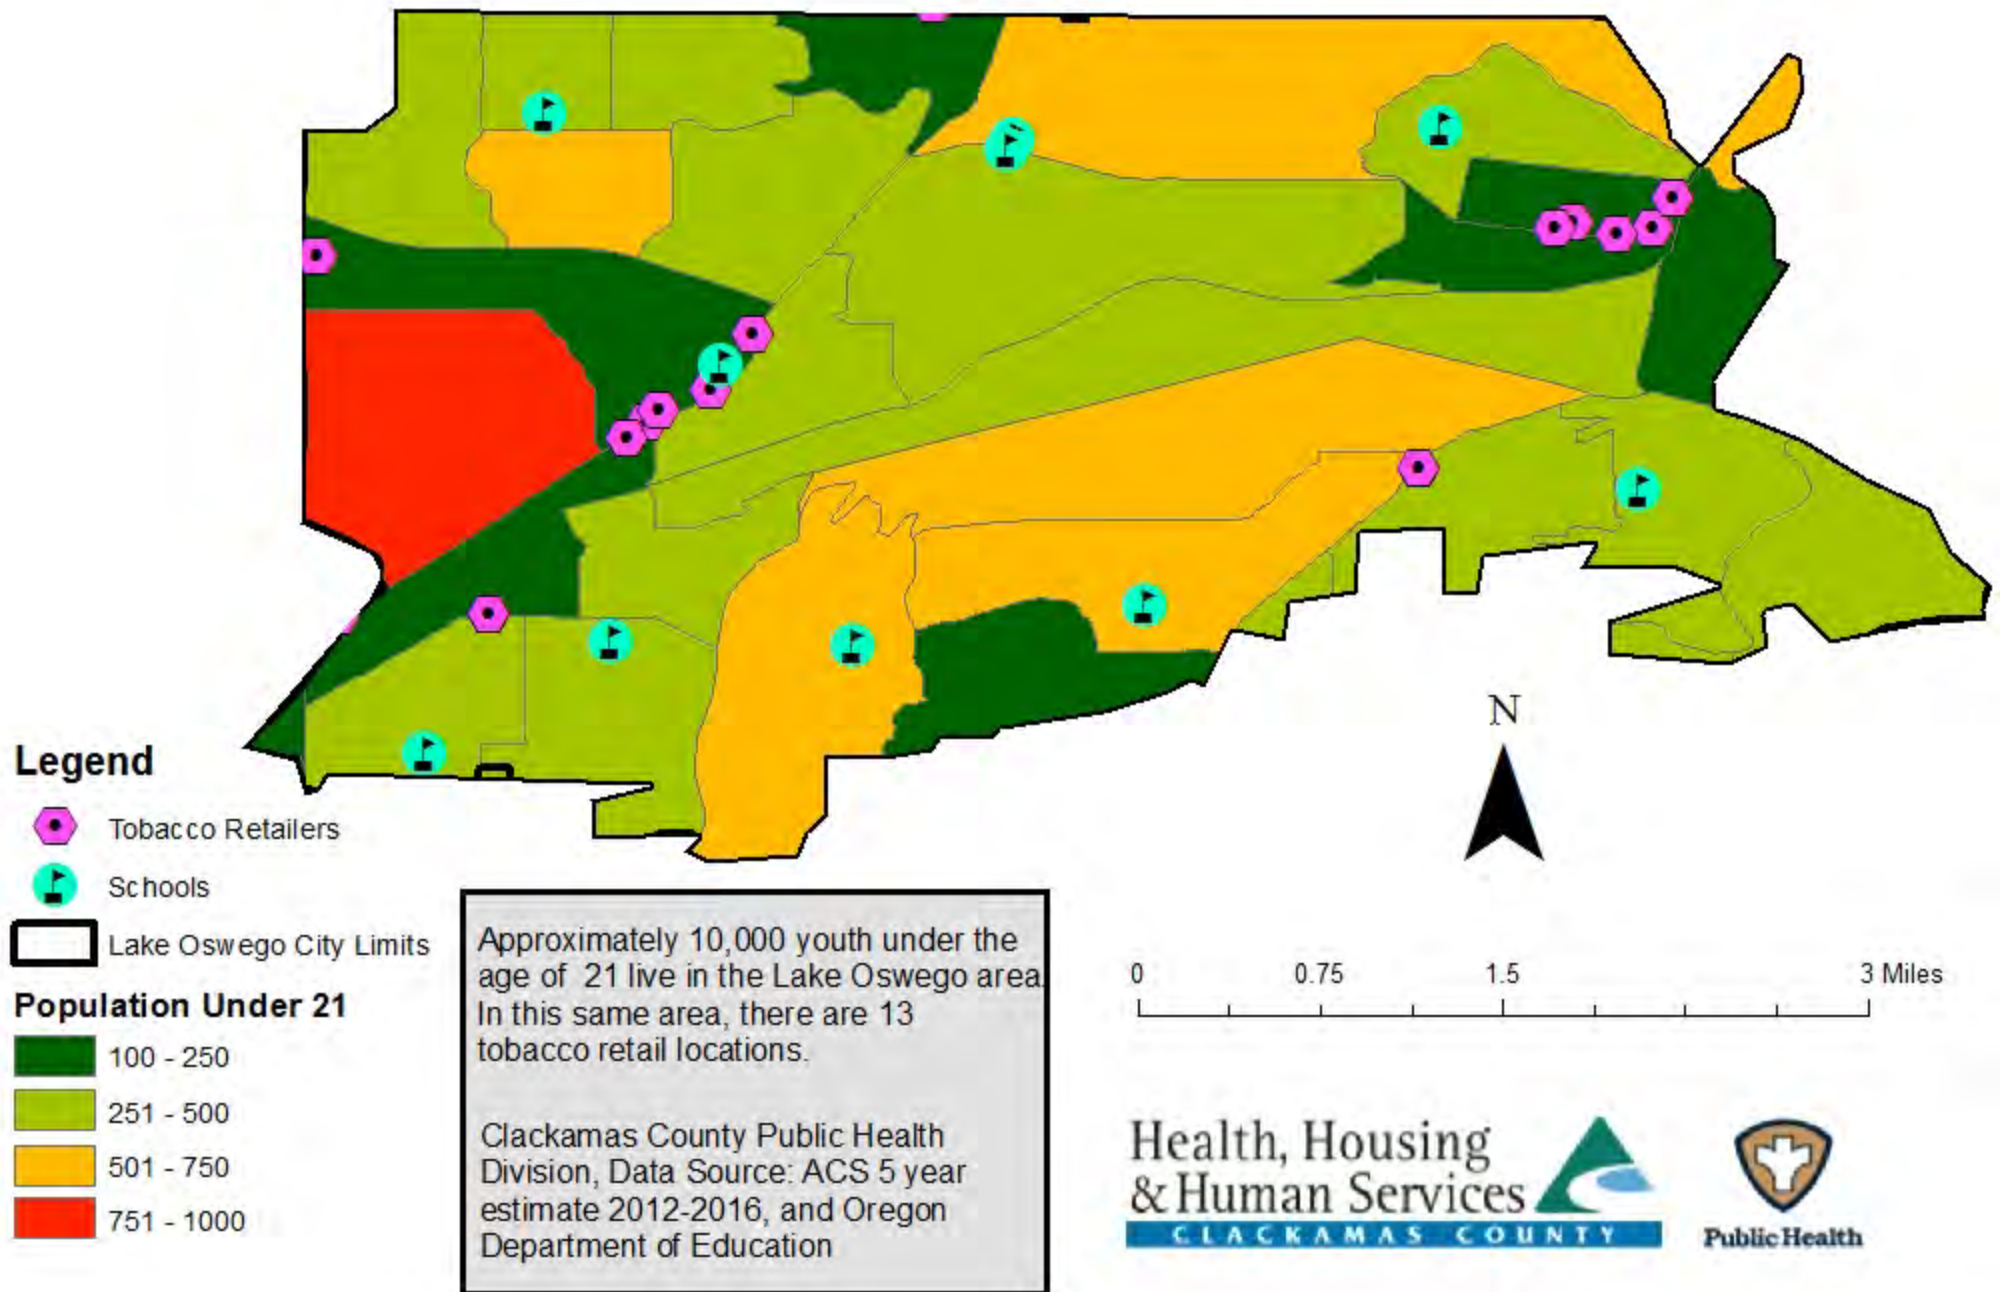 N
Legend
Tobacco Retailers
Schools
Lake Oswego City Limits
Population Under 21
100 - 250
251 - 500
501 - 750
751 - 1000
Approximately 10,000 youth under the
age of 21 live in the Lake Oswego area.
In this same area, there are 13
tobacco retail locations.
Clackamas County Public Health
Division, Data Source: ACS 5 year
estimate 2012-2016, and Oregon
Department of Education
0 0.75 1.5 3 Miles
Health, Housing
& Human Services
CLACKAMAS COUNTY
Public Health